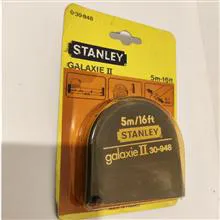 0-30-948
STANLEY
GALAXIE II
5m-16ft
5m/16ft
STANLEY
galaxie II 30-948